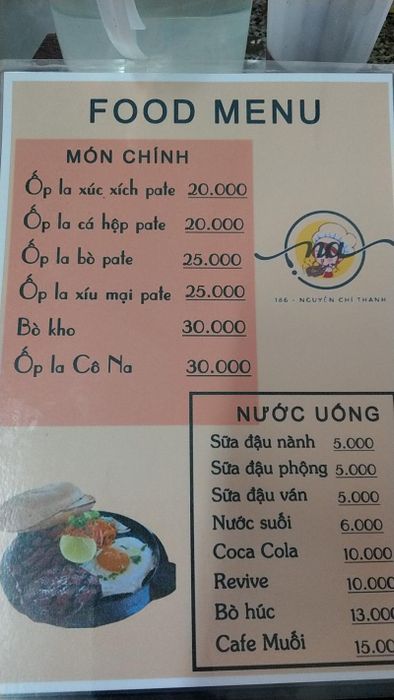 FOOD MENU
MÓN CHÍNH
Ốp la xúc xích pate 20.000
Ốp la cá hộp pate 20.000
Ốp la bò pate 25.000
Ốp la xíu mại pate 25.000
Bò kho 30.000
Ốp la Cô Na 30.000
na
166 - NGUYỄN CHÍ THANH
NƯỚC UỐNG
Sữa đậu nành 5.000
Sữa đậu phộng 5.000
Sữa đậu ván 5.000
Nước suối 6.000
Coca Cola 10.000
Revive 10.000
Bò húc 13.000
Cafe Muối 15.00